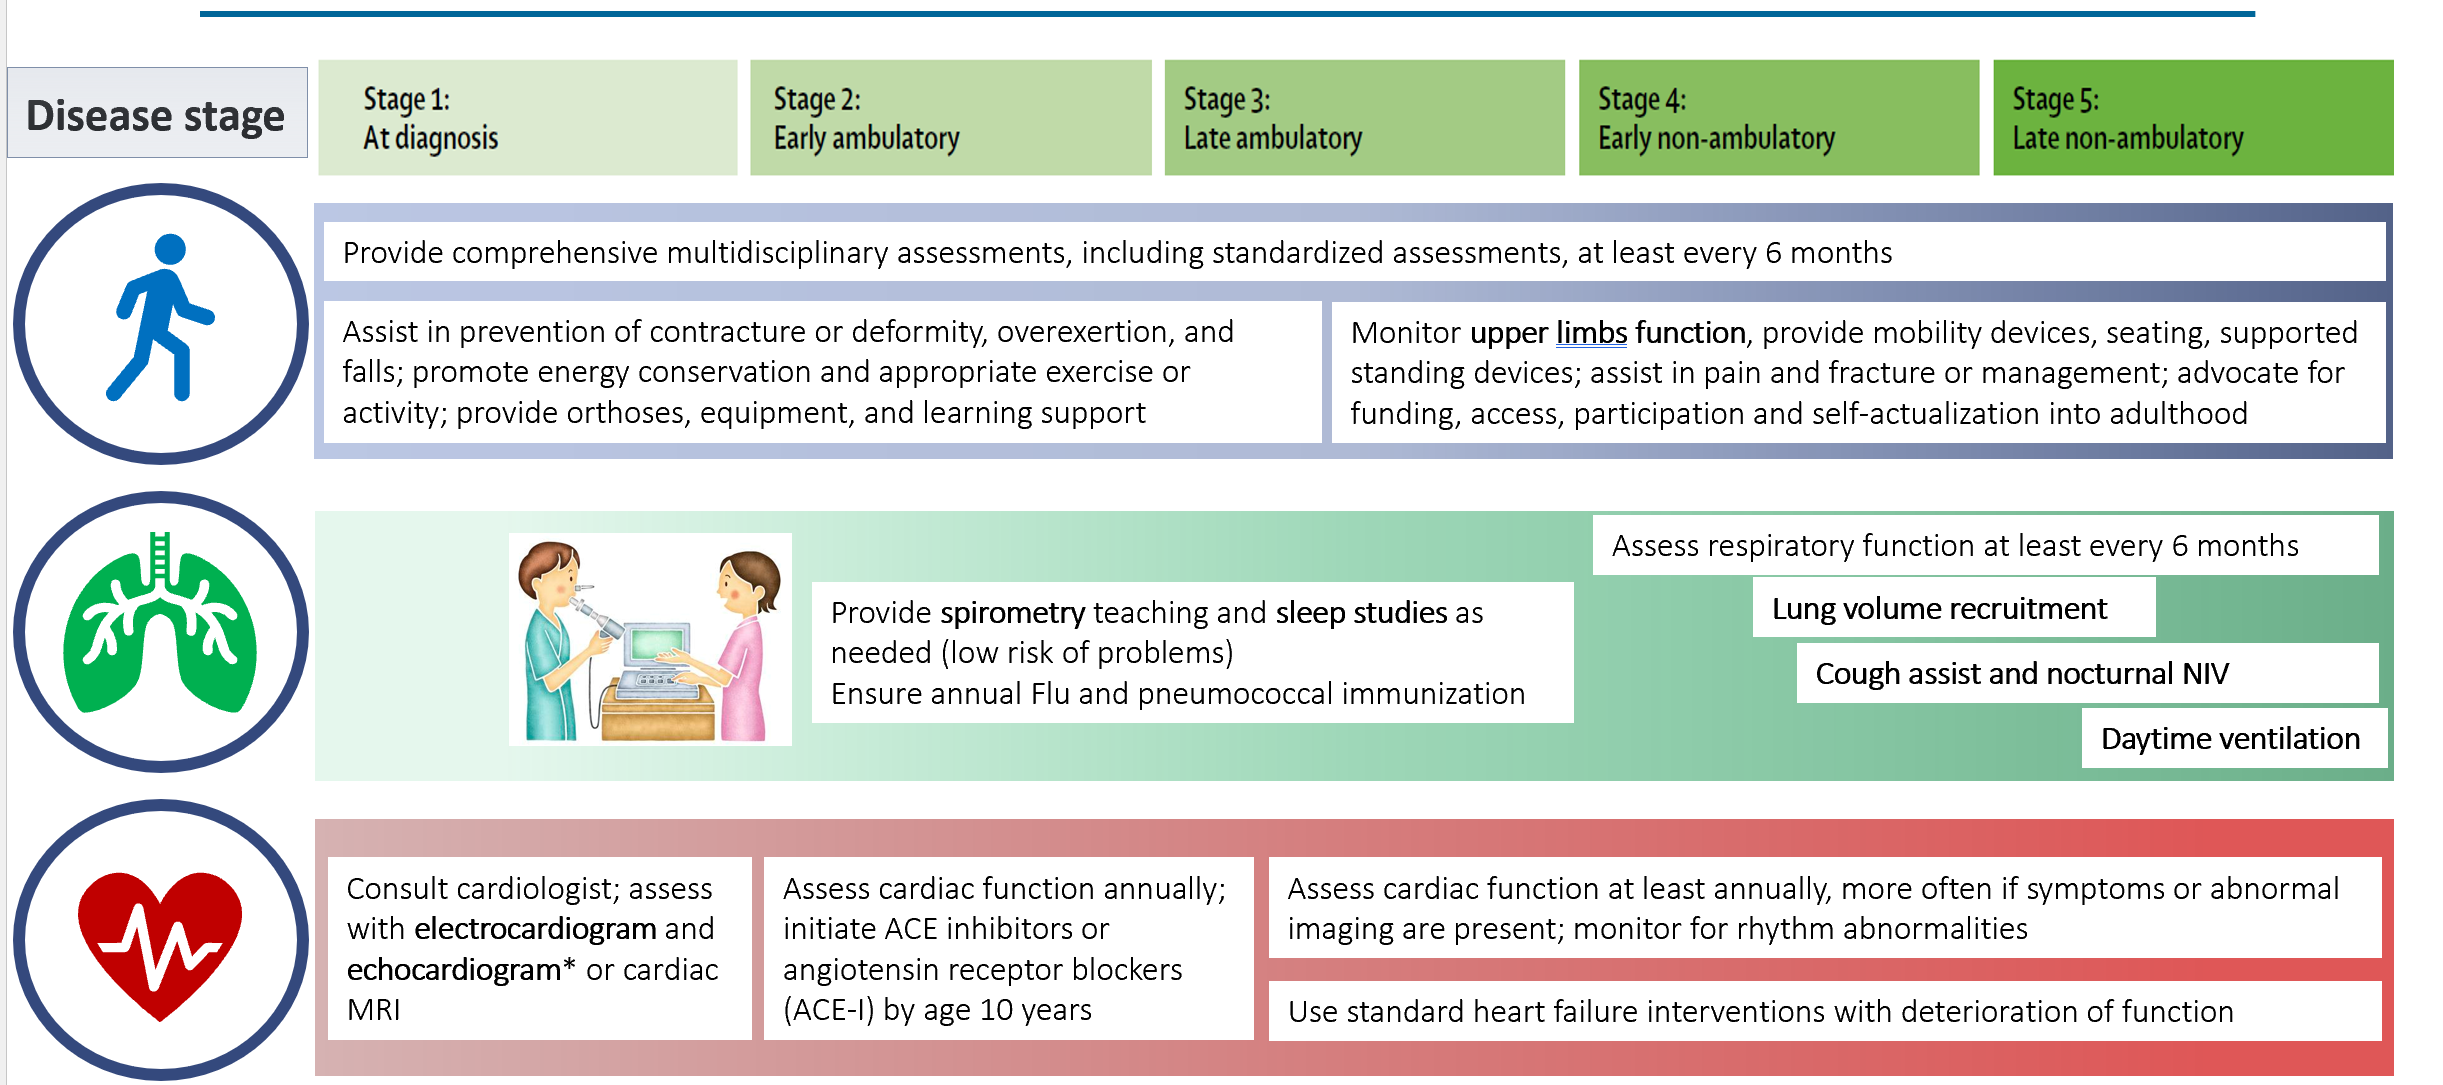 Disease stage
Stage 1:
At diagnosis
Stage 2:
Early ambulatory
Stage 3:
Late ambulatory
Stage 4:
Early non-ambulatory
Stage 5:
Late non-ambulatory
Provide comprehensive multidisciplinary assessments, including standardized assessments, at least every 6 months
Assist in prevention of contracture or deformity, overexertion, and
falls; promote energy conservation and appropriate exercise or
activity; provide orthoses, equipment, and learning support
Monitor upper limbs function, provide mobility devices, seating, supported
standing devices; assist in pain and fracture or management; advocate for
funding, access, participation and self-actualization into adulthood
Provide spirometry teaching and sleep studies as
needed (low risk of problems)
Ensure annual Flu and pneumococcal immunization
Assess respiratory function at least every 6 months
Lung volume recruitment
Cough assist and nocturnal NIV
Daytime ventilation
Consult cardiologist; assess
with electrocardiogram and
echocardiogram* or cardiac
MRI
Assess cardiac function annually;
initiate ACE inhibitors or
angiotensin receptor blockers
(ACE-I) by age 10 years
Assess cardiac function at least annually, more often if symptoms or abnormal
imaging are present; monitor for rhythm abnormalities
Use standard heart failure interventions with deterioration of function